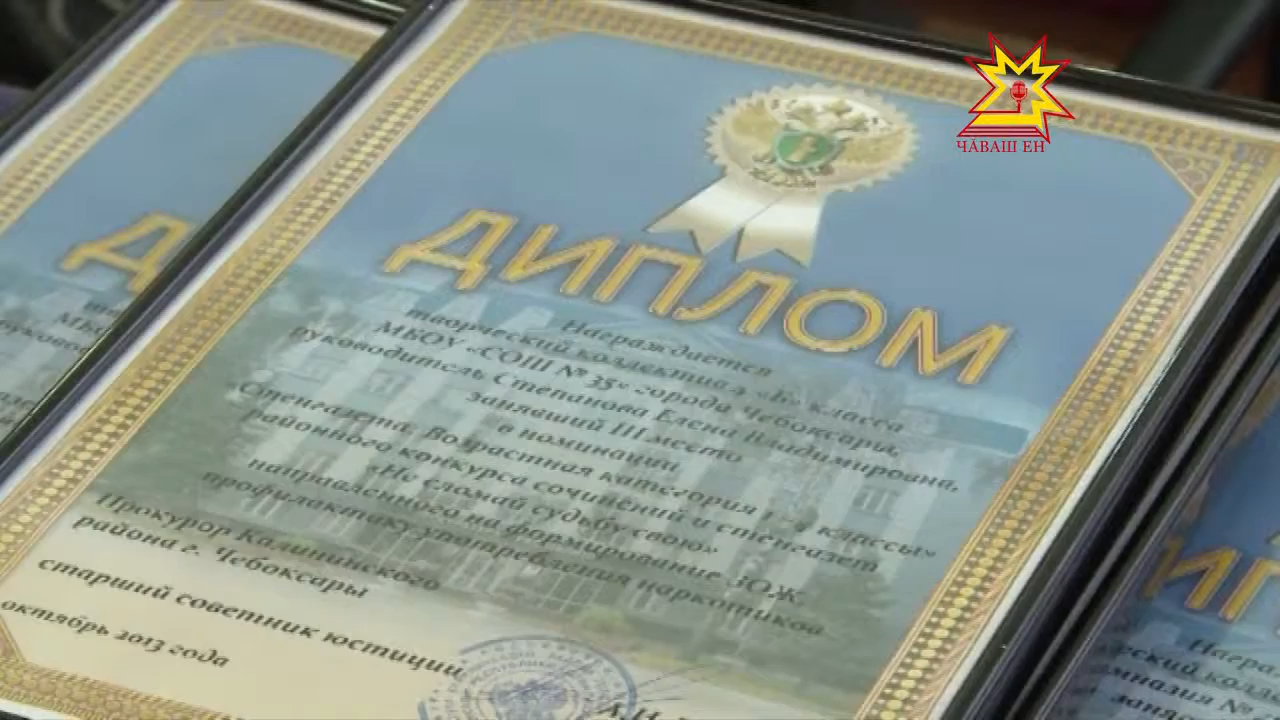 ЧӐВАШ ЕН
ДИПЛОМ
Награждается
творческий коллектив класса
МБОУ «СОШ № 35» города Чебоксары,
руководитель Степанова Елена Владимировна,
занявший III место
в номинации
Стенгазета. Возрастная категория классы»
районного конкурса сочинений и стенгазет
«Не сломай судьбу свою»
направленного на формирование ЗОЖ,
профилактику употребления наркотиков
Прокурор Калининского
района г. Чебоксары
старший советник юстиции
октябрь 2013 года